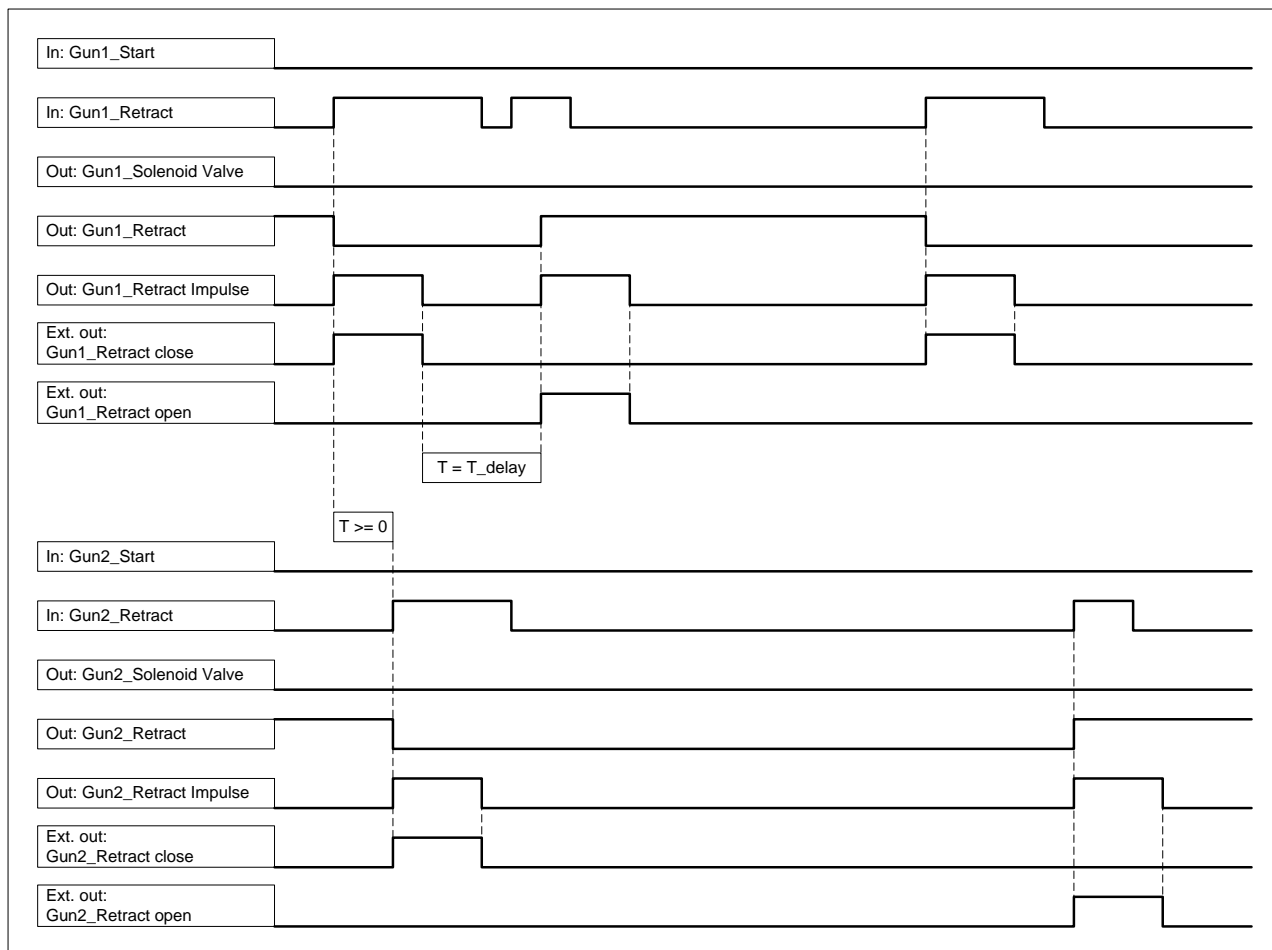 In: Gun1_Start
In: Gun1_Retract
Out: Gun1_Solenoid Valve
Out: Gun1_Retract
Out: Gun1_Retract Impulse
Ext. out:
Gun1_Retract close
Ext. out:
Gun1_Retract open
T = T_delay
T >= 0
In: Gun2_Start
In: Gun2_Retract
Out: Gun2_Solenoid Valve
Out: Gun2_Retract
Out: Gun2_Retract Impulse
Ext. out:
Gun2_Retract close
Ext. out:
Gun2_Retract open